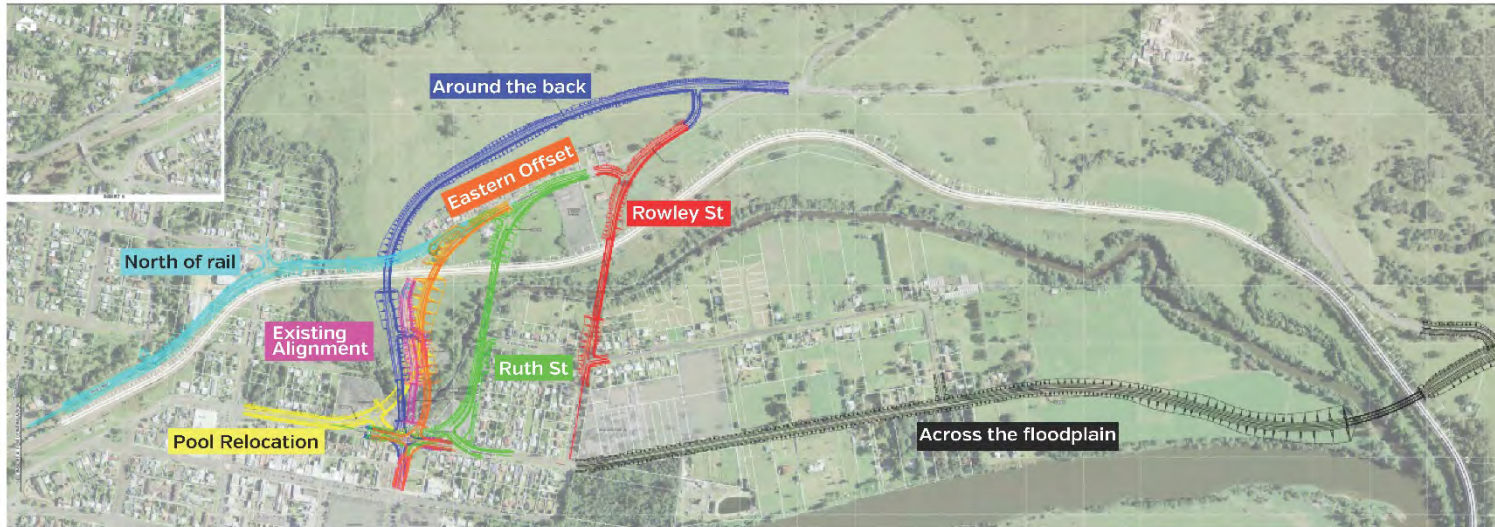 Around the back
Eastern Offset
Rowley St
North of rail
Existing
Alignment
Ruth St
Pool Relocation
Across the floodplain